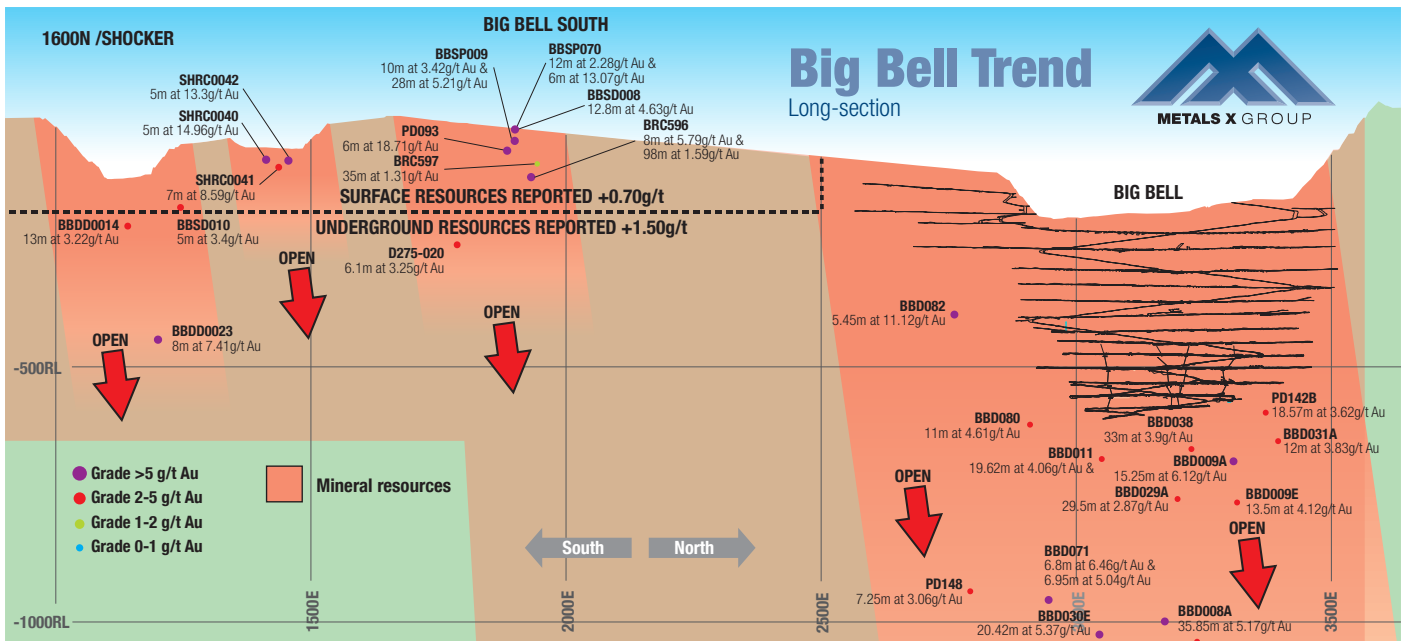 1600N /SHOCKER
BIG BELL SOUTH
Big Bell Trend
Long-section
METALS X GROUP
SHRC0042
5m at 13.3g/t Au
SHRC0040
5m at 14.96g/t Au
SHRC0041
7m at 8.59g/t Au
BBSP009
10m at 3.42g/t Au &
28m at 5.21g/t Au
BBSP070
12m at 2.28g/t Au &
6m at 13.07g/t Au
BBSD008
12.8m at 4.63g/t Au
PD093
6m at 18.71g/t Au
BRC597
35m at 1.31g/t Au
BRC596
8m at 5.79g/t Au &
98m at 1.59g/t Au
BIG BELL
SURFACE RESOURCES REPORTED +0.70g/t
UNDERGROUND RESOURCES REPORTED +1.50g/t
BBDD0014
13m at 3.22g/t Au
BBSD010
5m at 3.4g/t Au
D275-020
6.1m at 3.25g/t Au
OPEN
OPEN
OPEN
BBDD0023
8m at 7.41g/t Au
BBD082
5.45m at 11.12g/t Au
-500RL
PD142B
18.57m at 3.62g/t Au
BBD080
11m at 4.61g/t Au
BBD038
33m at 3.9g/t Au
BBD031A
12m at 3.83g/t Au
BBD011
19.62m at 4.06g/t Au &
BBD009A
15.25m at 6.12g/t Au
BBD029A
29.5m at 2.87g/t Au
BBD009E
13.5m at 4.12g/t Au
OPEN
OPEN
Grade >5 g/t Au
Grade 2-5 g/t Au
Grade 1-2 g/t Au
Grade 0-1 g/t Au
Mineral resources
South
North
BBD071
6.8m at 6.46g/t Au &
6.95m at 5.04g/t Au
PD148
7.25m at 3.06g/t Au
BBD030E
20.42m at 5.37g/t Au
BBD008A
35.85m at 5.17g/t Au
-1000RL
1500E
2000E
2500E
3500E